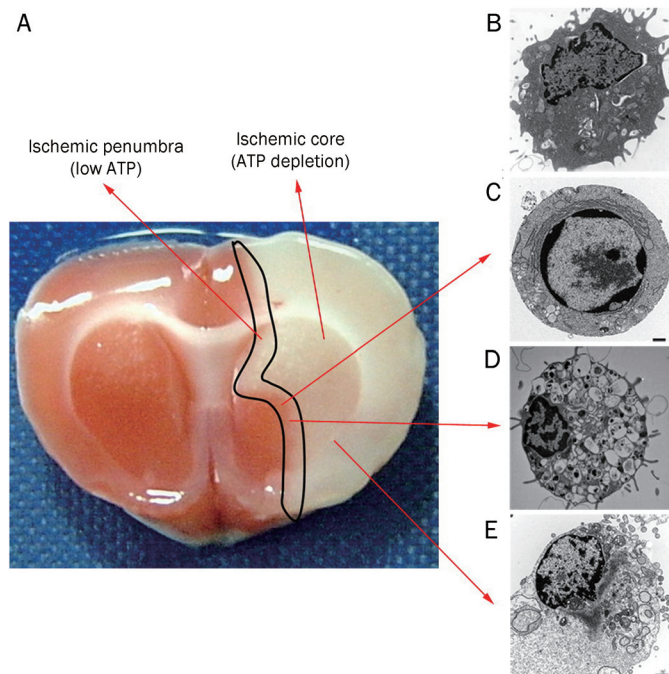 A
B
Ischemic penumbra
(low ATP)
Ischemic core
(ATP depletion)
C
D
E